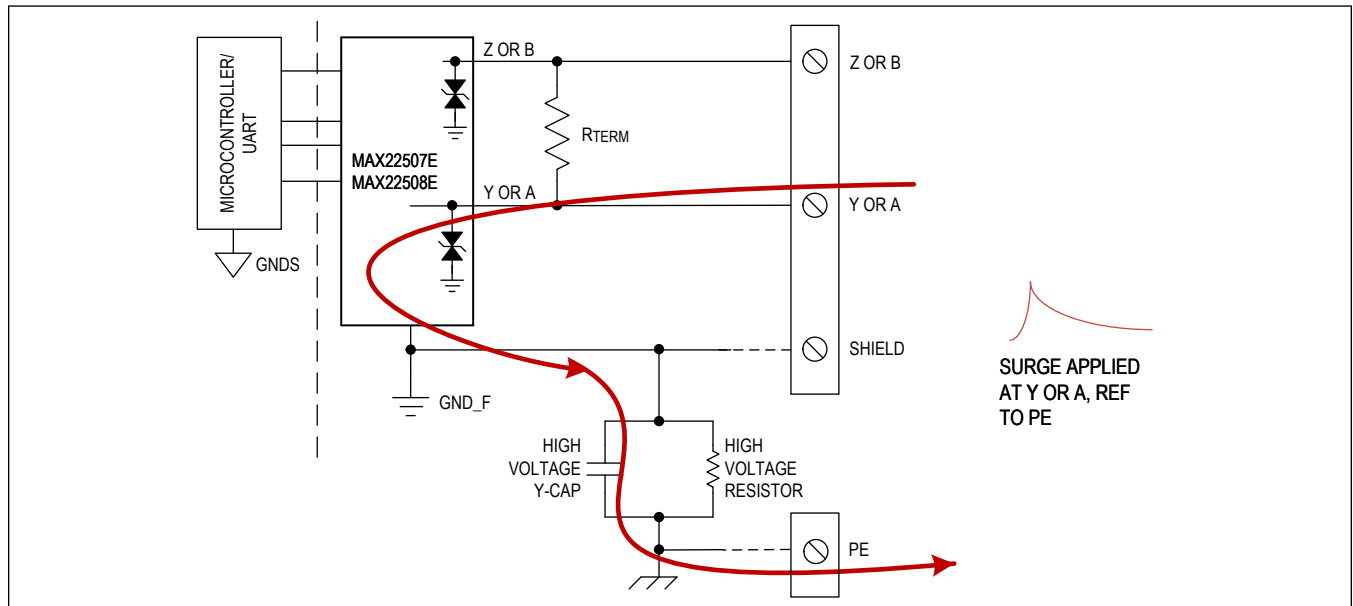 MICROCONTROLLER/
UART
GNDS
MAX22507E
MAX22508E
Z OR B
Y OR A
RTERM
GND_F
HIGH
VOLTAGE
Y-CAP
HIGH
VOLTAGE
RESISTOR
Z OR B
Y OR A
SHIELD
PE
SURGE APPLIED
AT Y OR A, REF
TO PE